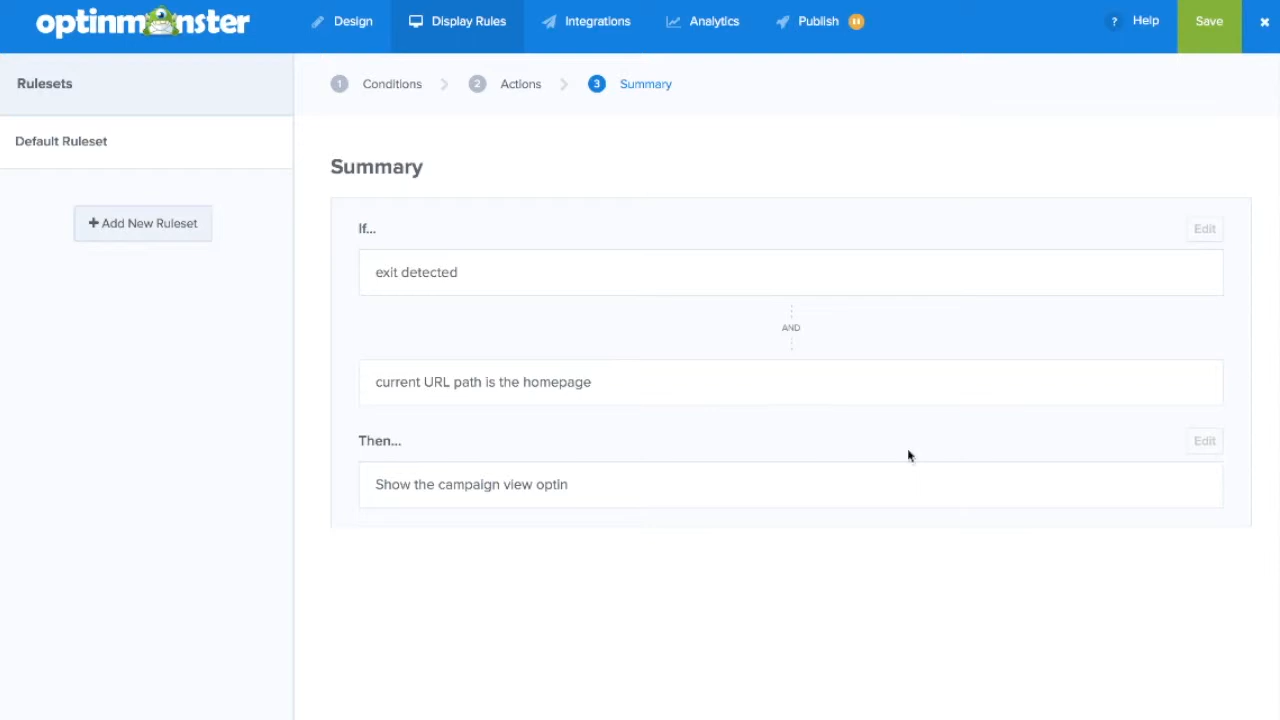 optinmonster
Design
Display Rules
Integrations
Analytics
Publish
? Help
Save
×
Rulesets
1 Conditions
2 Actions
3 Summary
Default Ruleset
+ Add New Ruleset
Summary
If...
Edit
exit detected
AND
current URL path is the homepage
Then...
Edit
Show the campaign view optin